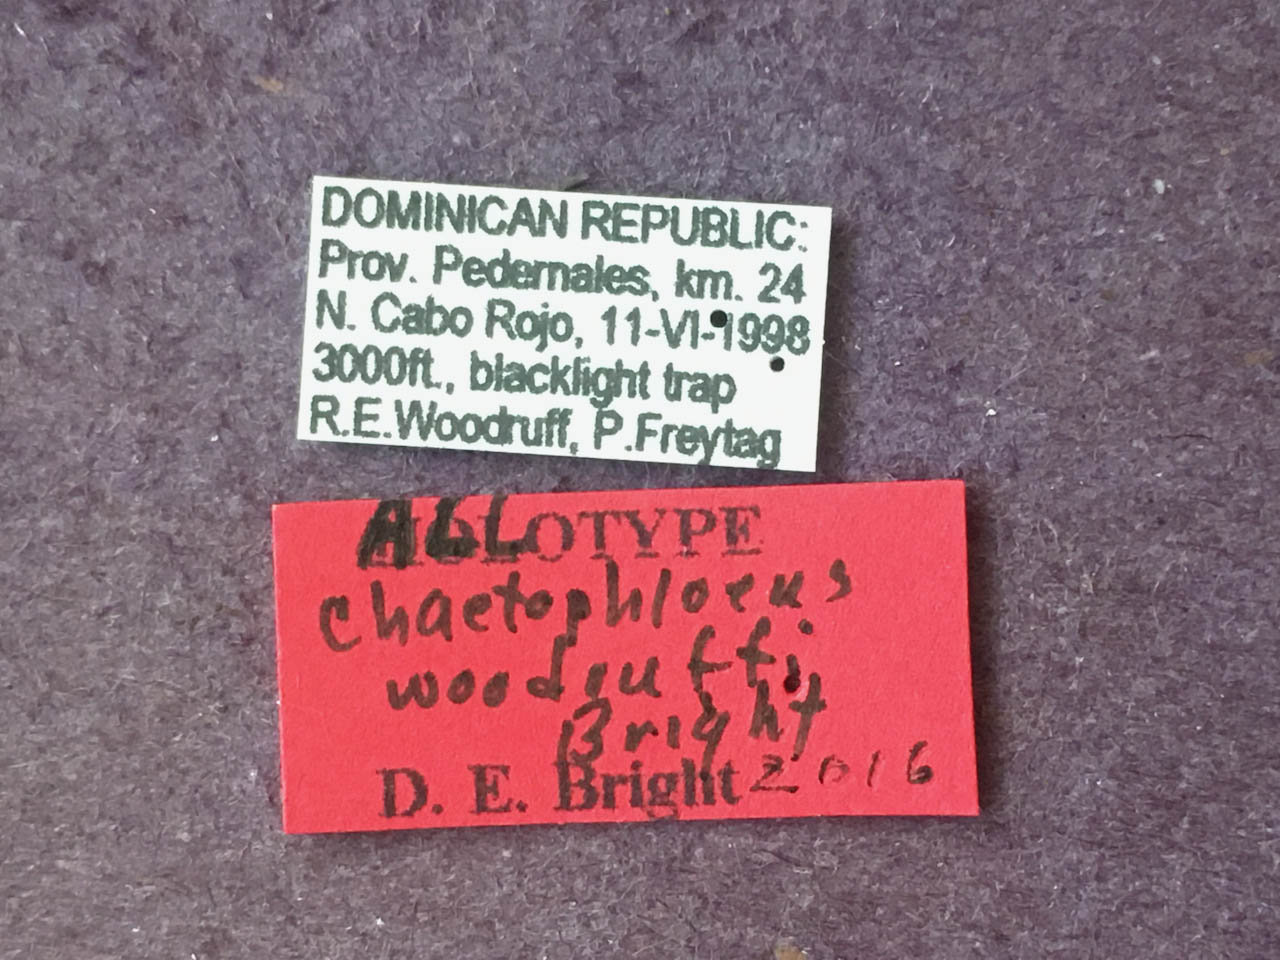 DOMINICAN REPUBLIC:
Prov. Pedernales, km. 24
N. Cabo Rojo, 11-VI-1998
3000ft., blacklight trap
R.E.Woodruff, P.Freytag
ALLOTYPE
Chaetophloeus
woodruffi
Bright
D. E. Bright 2016